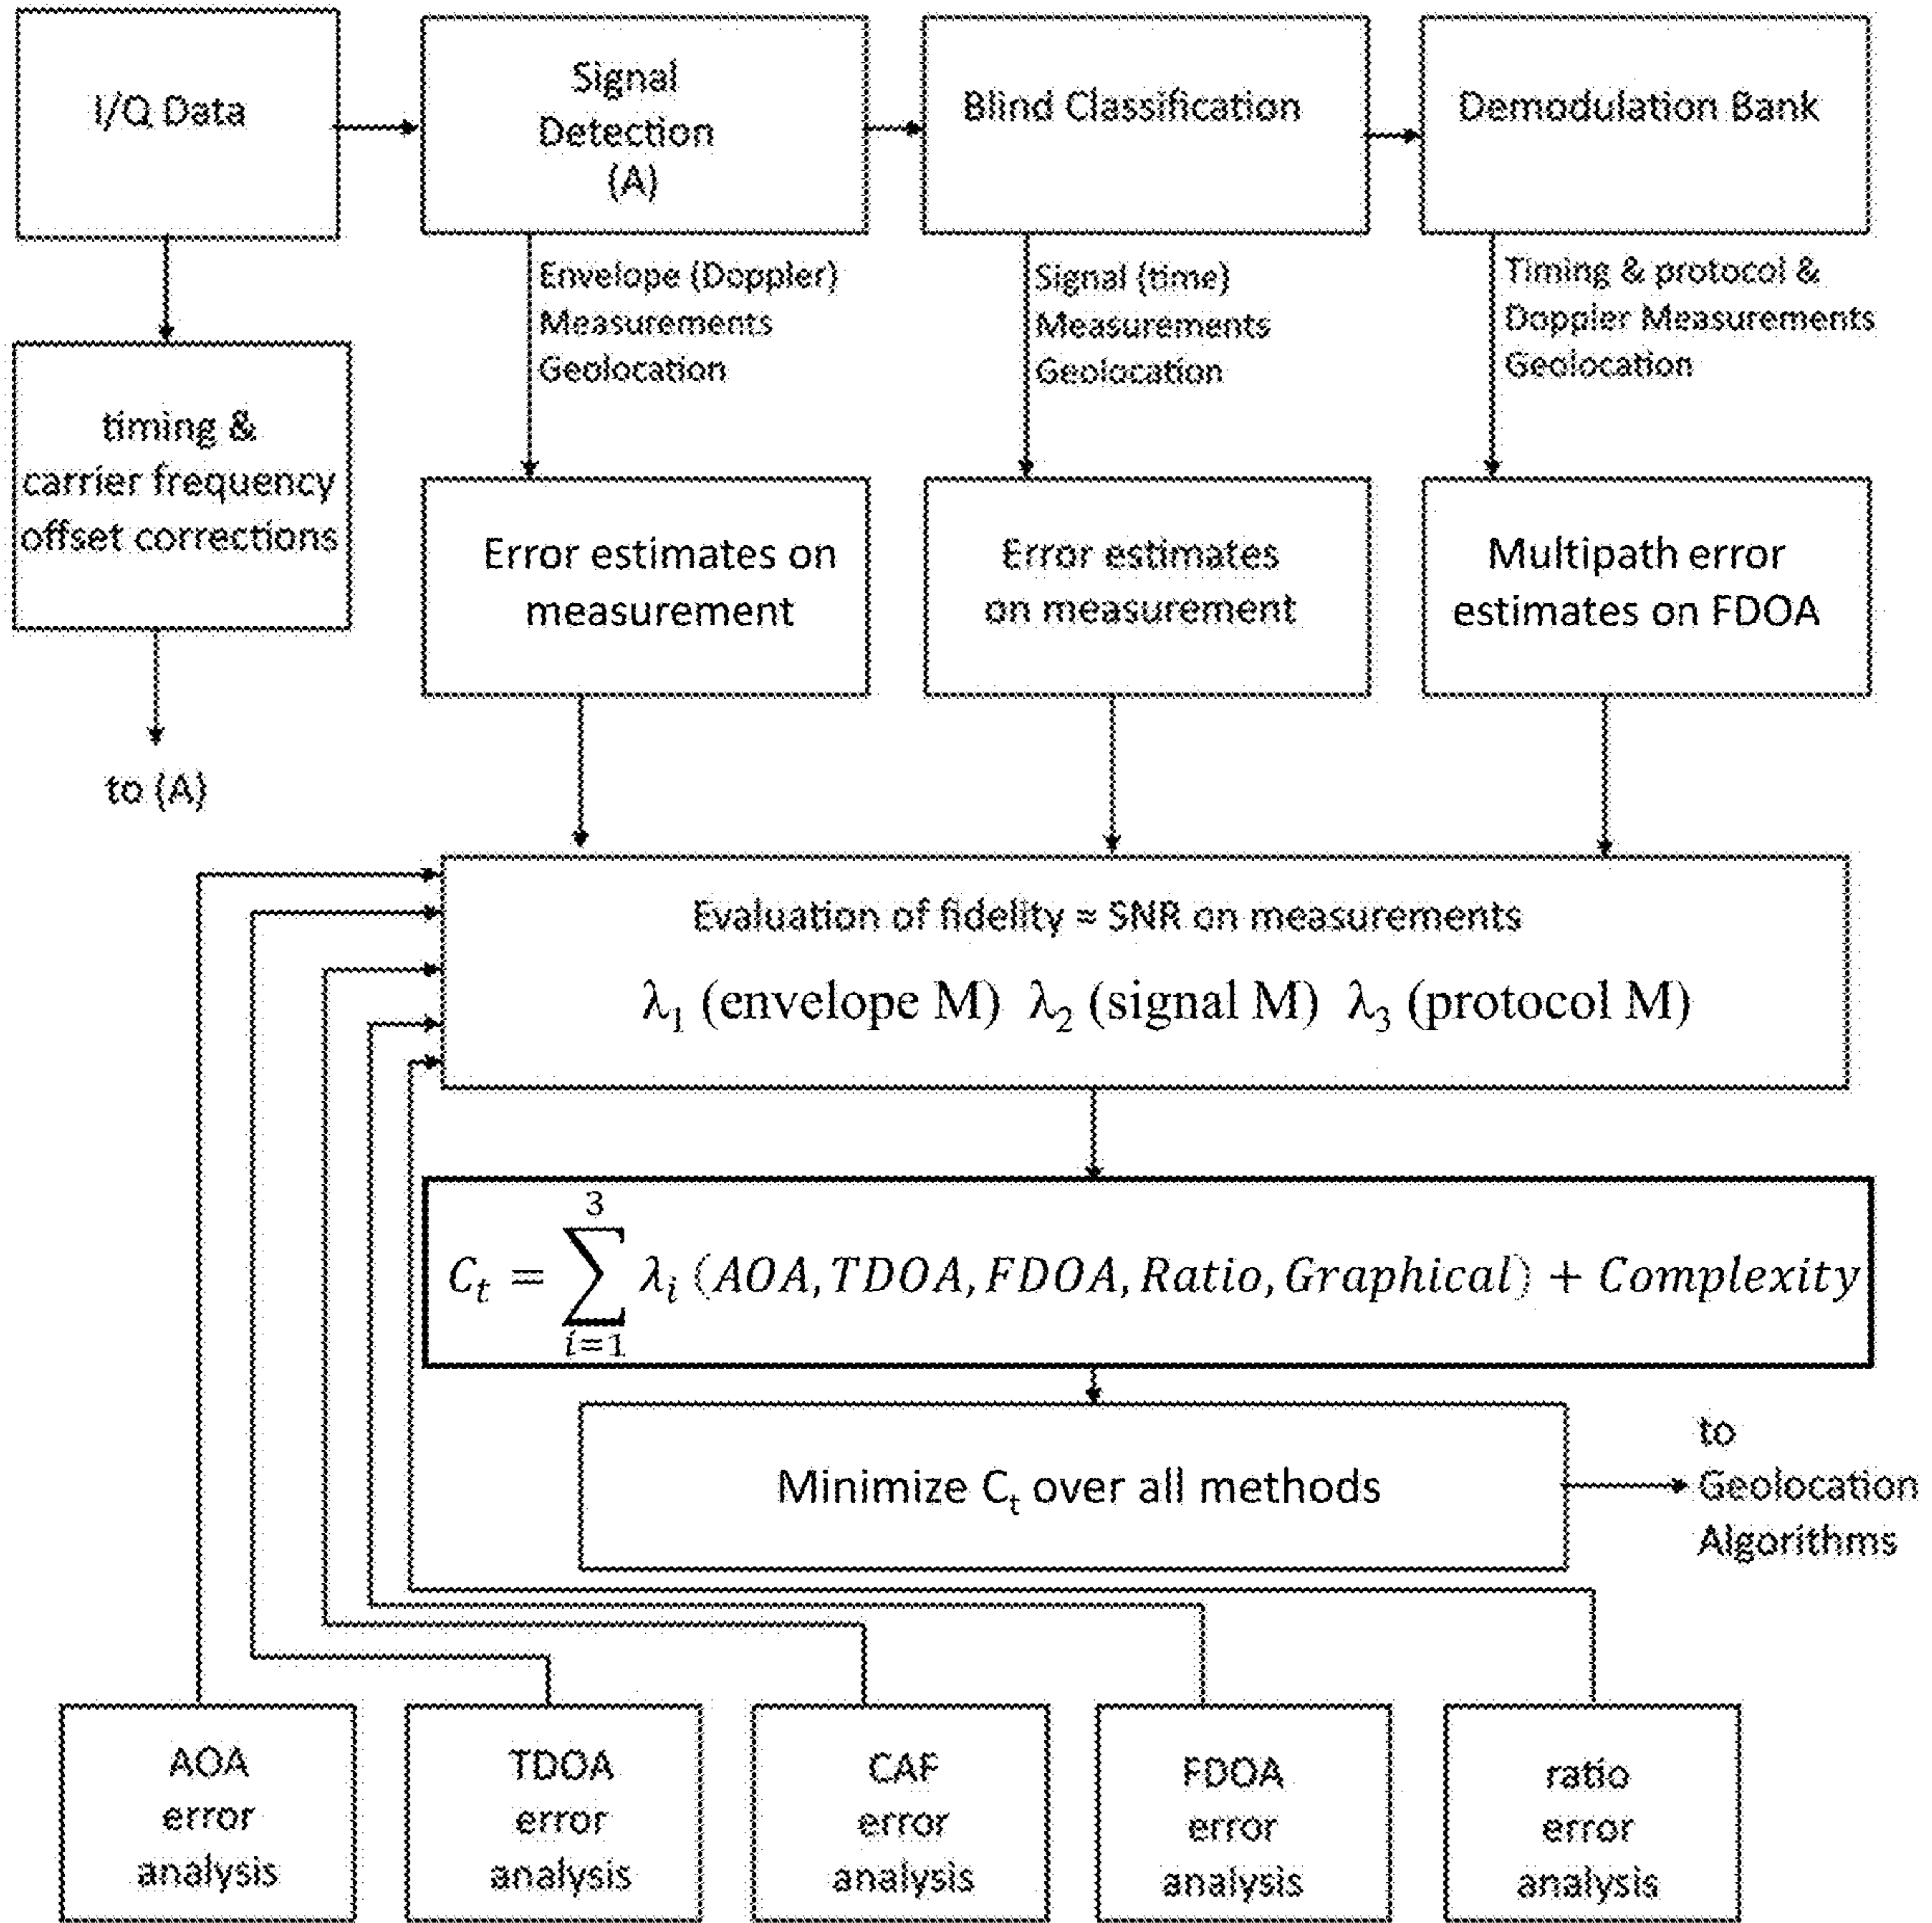 I/Q Data
Signal
Detection
(A)
Blind Classification
Demodulation Bank
Envelope (Doppler)
Measurements
Geolocation
Signal (time)
Measurements
Geolocation
Timing & protocol &
Doppler Measurements
Geolocation
timing &
carrier frequency
offset corrections
to (A)
Error estimates on
measurement
Error estimates
on measurement
Multipath error
estimates on FDOA
Evaluation of fidelity = SNR on measurements
λ₁ (envelope M) λ₂ (signal M) λ₃ (protocol M)
C_t = ∑_{i=1}^{3} λ_i (AOA, TDOA, FDOA, Ratio, Graphical) + Complexity
Minimize C_t over all methods
to
Geolocation
Algorithms
AOA
error
analysis
TDOA
error
analysis
CAF
error
analysis
FDOA
error
analysis
ratio
error
analysis